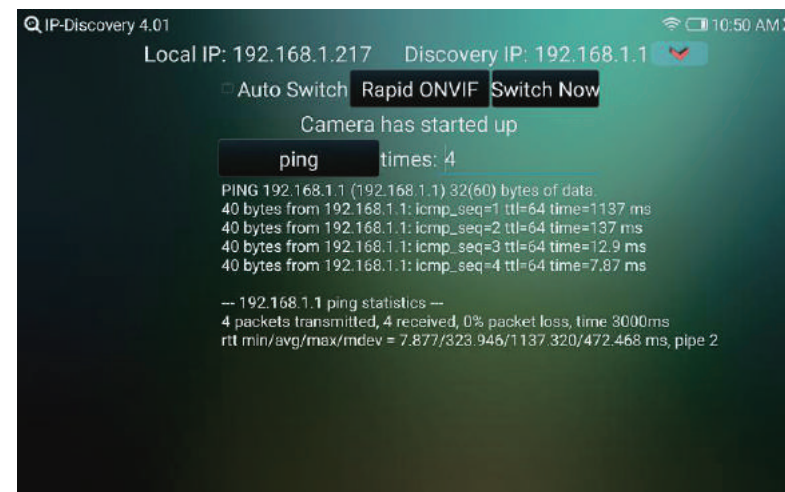 IP-Discovery 4.01 10:50 AM
Local IP: 192.168.1.217 Discovery IP: 192.168.1.1
Auto Switch Rapid ONVIF Switch Now
Camera has started up
ping times: 4
PING 192.168.1.1 (192.168.1.1) 32(60) bytes of data.
40 bytes from 192.168.1.1: icmp_seq=1 ttl=64 time=1137 ms
40 bytes from 192.168.1.1: icmp_seq=2 ttl=64 time=137 ms
40 bytes from 192.168.1.1: icmp_seq=3 ttl=64 time=12.9 ms
40 bytes from 192.168.1.1: icmp_seq=4 ttl=64 time=7.87 ms
--- 192.168.1.1 ping statistics ---
4 packets transmitted, 4 received, 0% packet loss, time 3000ms
rtt min/avg/max/mdev = 7.877/323.946/1137.320/472.468 ms, pipe 2